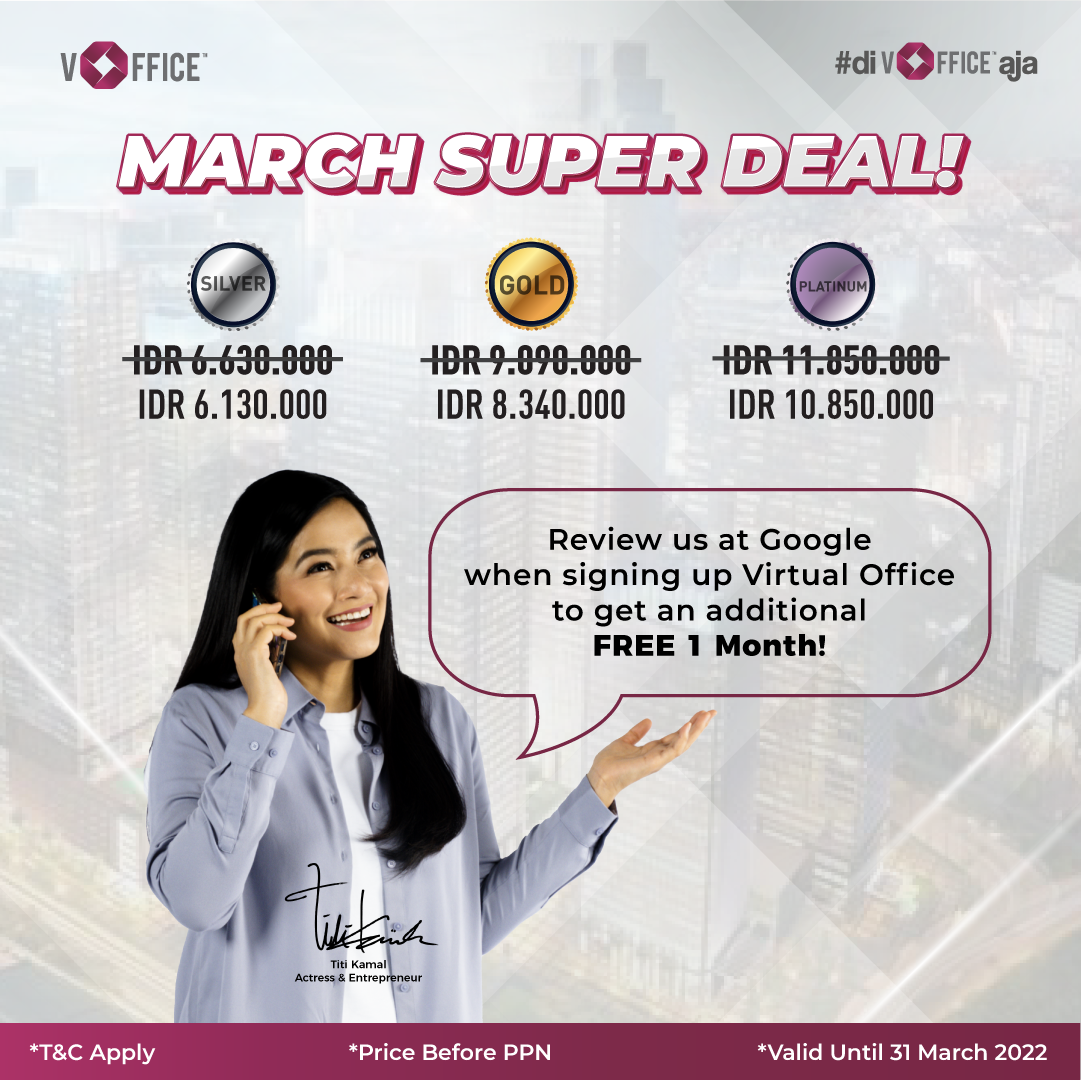 VOFFICE™
#di VOFFICE™ aja
MARCH SUPER DEAL!
SILVER
IDR 6.630.000
IDR 6.130.000
GOLD
IDR 9.090.000
IDR 8.340.000
PLATINUM
IDR 11.850.000
IDR 10.850.000
Review us at Google
when signing up Virtual Office
to get an additional
FREE 1 Month!
Titi Kamal
Actress & Entrepreneur
*T&C Apply
*Price Before PPN
*Valid Until 31 March 2022